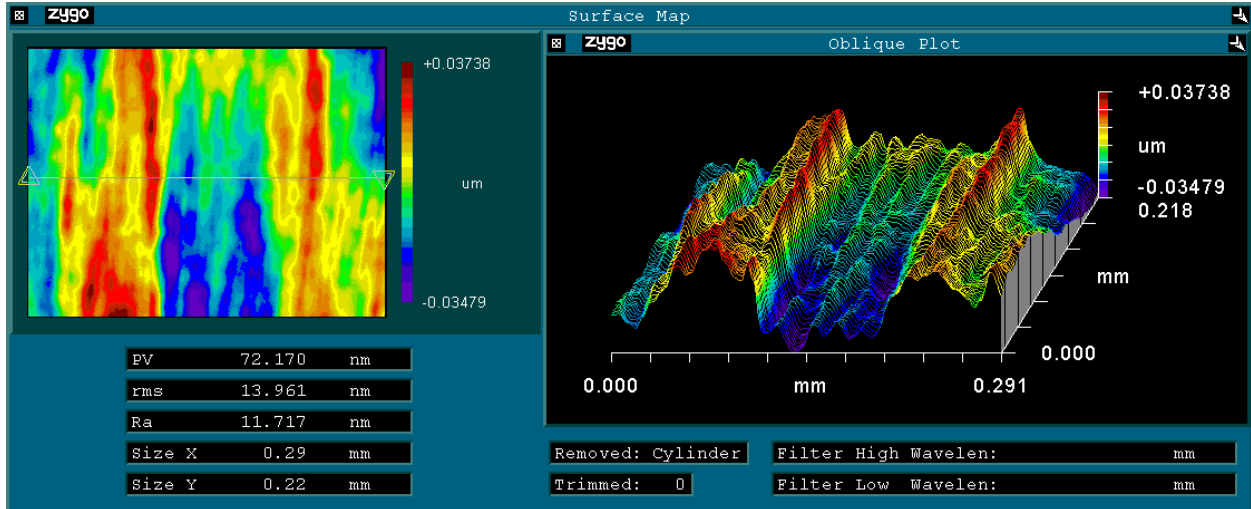 zygo Surface Map
+0.03738
um
-0.03479
zygo Oblique Plot
+0.03738
um
-0.03479
0.218
mm
0.000
0.000 mm 0.291
PV 72.170 nm
rms 13.961 nm
Ra 11.717 nm
Size X 0.29 mm
Size Y 0.22 mm
Removed: Cylinder
Trimmed: 0
Filter High Wavelen: mm
Filter Low Wavelen: mm